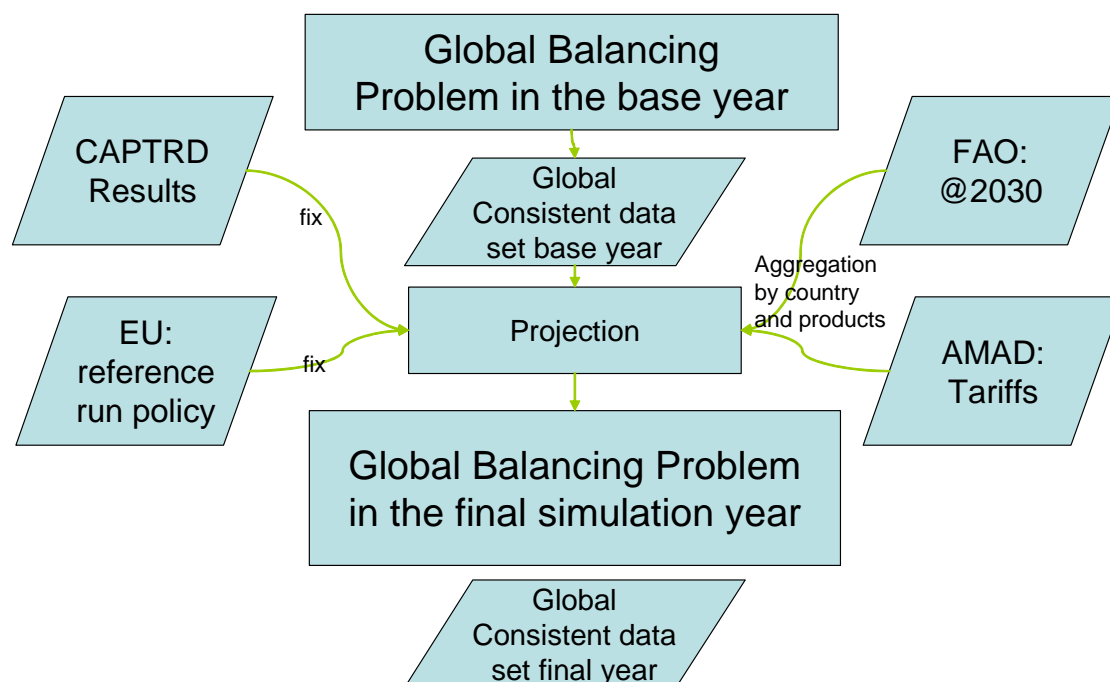 Global Balancing
Problem in the base year
CAPTRD
Results
fix
Global
Consistent data
set base year
FAO:
@2030
Aggregation
by country
and products
EU:
reference
run policy
fix
Projection
AMAD:
Tariffs
Global Balancing Problem
in the final simulation year
Global
Consistent data
set final year